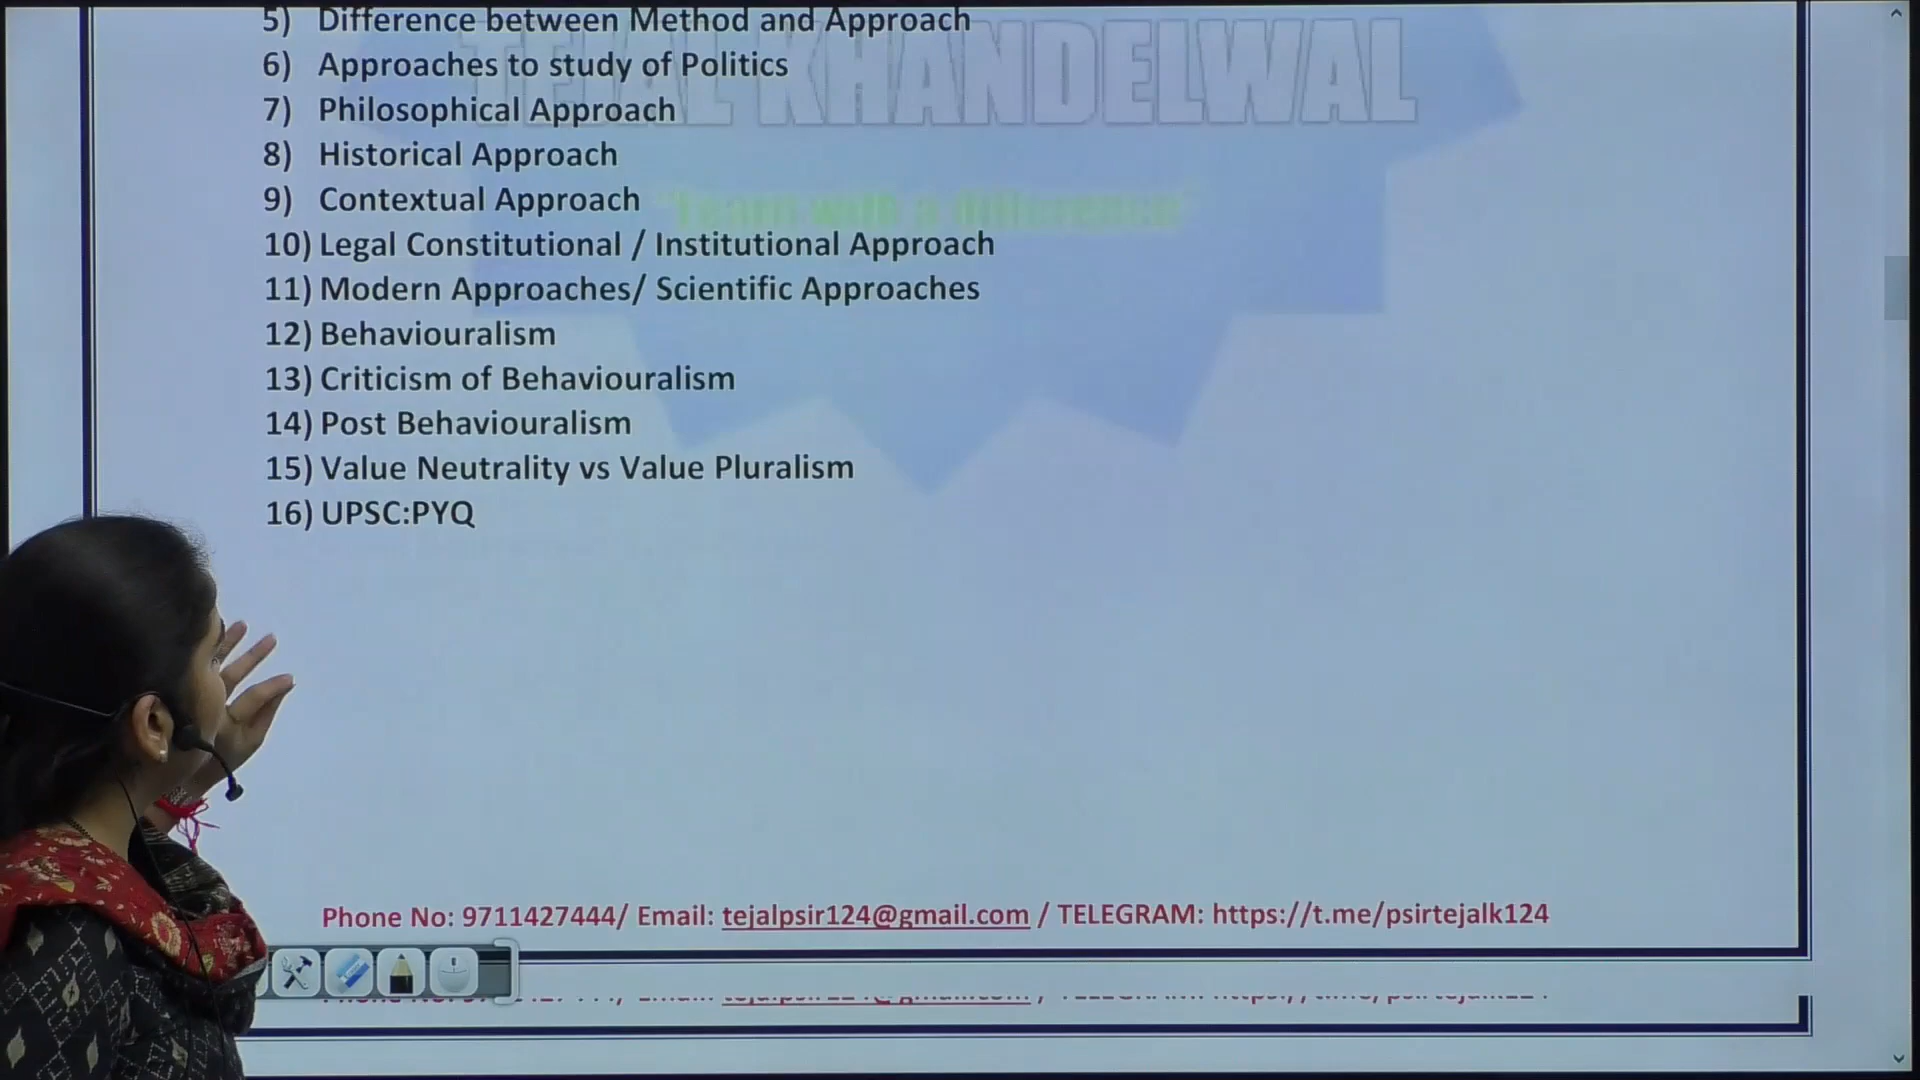 5) Difference between Method and Approach
TEJAL KHANDELWAL
6) Approaches to study of Politics
7) Philosophical Approach
8) Historical Approach
9) Contextual Approach
"Learn with a difference"
10) Legal Constitutional / Institutional Approach
11) Modern Approaches/ Scientific Approaches
12) Behaviouralism
13) Criticism of Behaviouralism
14) Post Behaviouralism
15) Value Neutrality vs Value Pluralism
16) UPSC:PYQ
Phone No: 9711427444/ Email: tejalpsir124@gmail.com / TELEGRAM: https://t.me/psirtejalk124